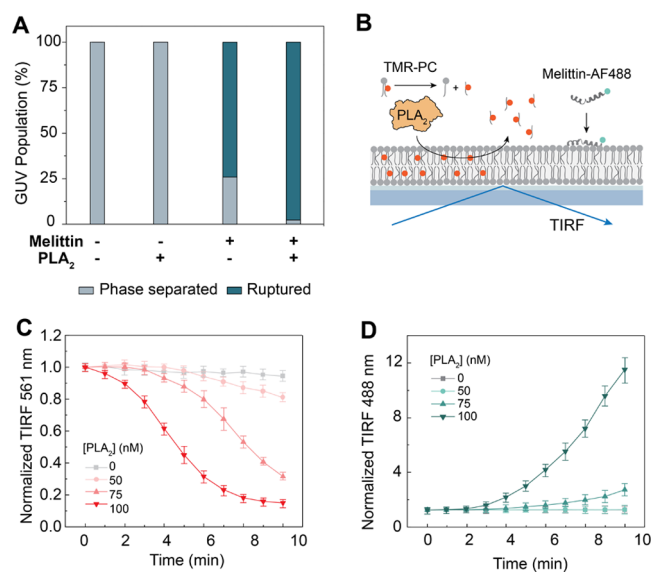 A
GUV Population (%)
100
75
50
25
0
Melittin - - + +
PLA2 - + - +
Phase separated Ruptured
B
TMR-PC
+
Melittin-AF488
PLA2
TIRF
C
Normalized TIRF 561 nm
1.2
1.0
0.8
0.6
0.4
0.2
0.0
[PLA2] (nM)
0
50
75
100
0 2 4 6 8 10
Time (min)
D
Normalized TIRF 488 nm
12
8
4
0
[PLA2] (nM)
0
50
75
100
0 2 4 6 8 10
Time (min)